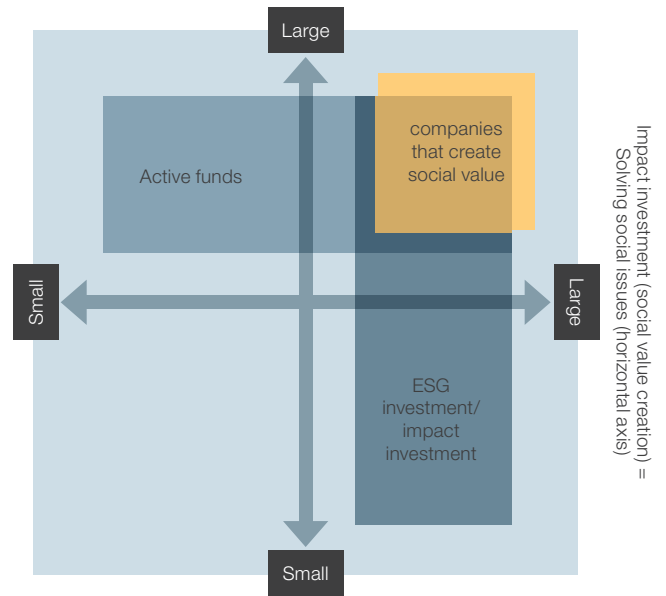 Large
companies
that create
social value
Active funds
Small
Large
Impact investment (social value creation) =
Solving social issues (horizontal axis)
ESG
investment/
impact
investment
Small